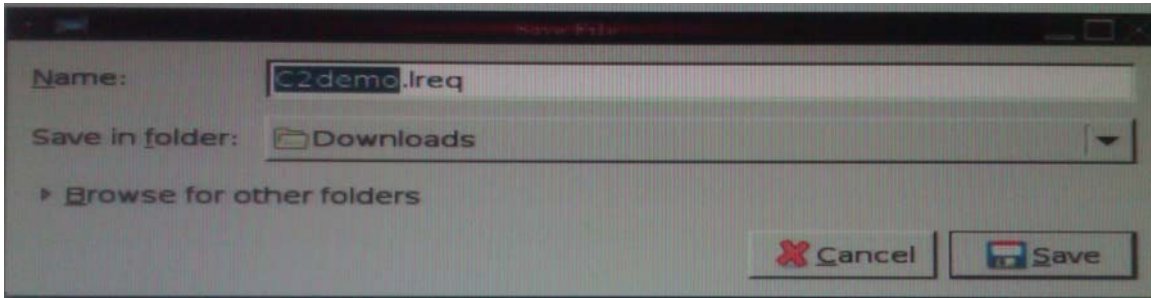 Save File
Name:
C2demo.lreq
Save in folder:
Downloads
Browse for other folders
Cancel
Save